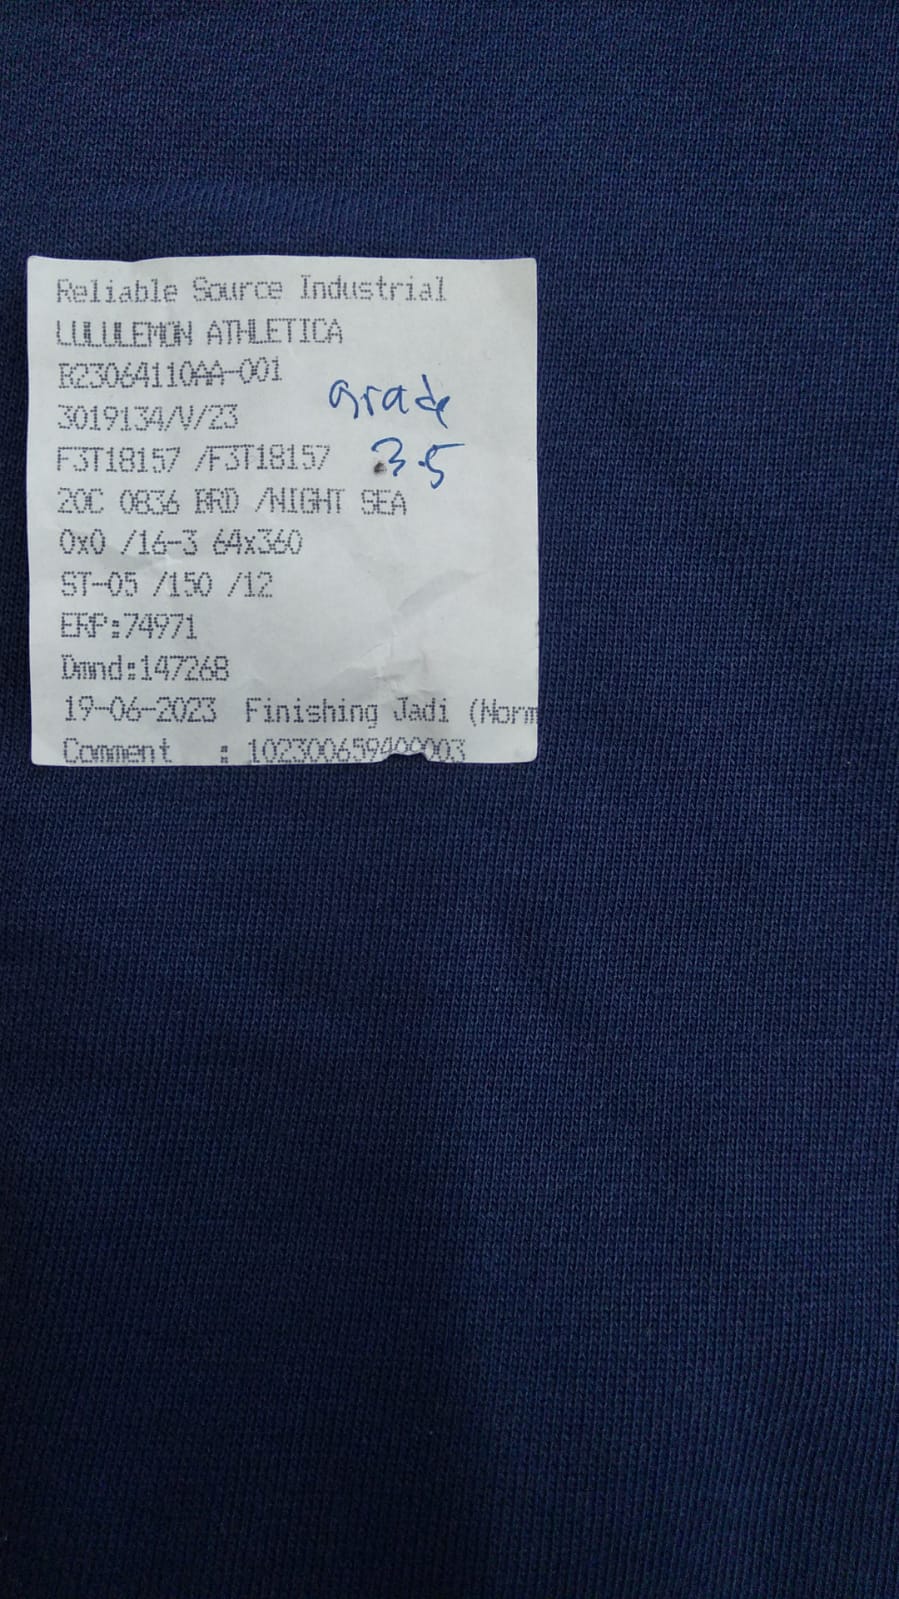 Reliable Source Industrial
LULULEMON ATHLETICA
B23064110AA-001
3019134/V/23
grade
F3T18157 /F3T18157
3.5
20C 0836 BRD /NIGHT SEA
0x0 /16-3 64x360
ST-05 /150 /12
ERP:74971
Dmnd:147268
19-06-2023 Finishing Jadi (Norm
Comment :